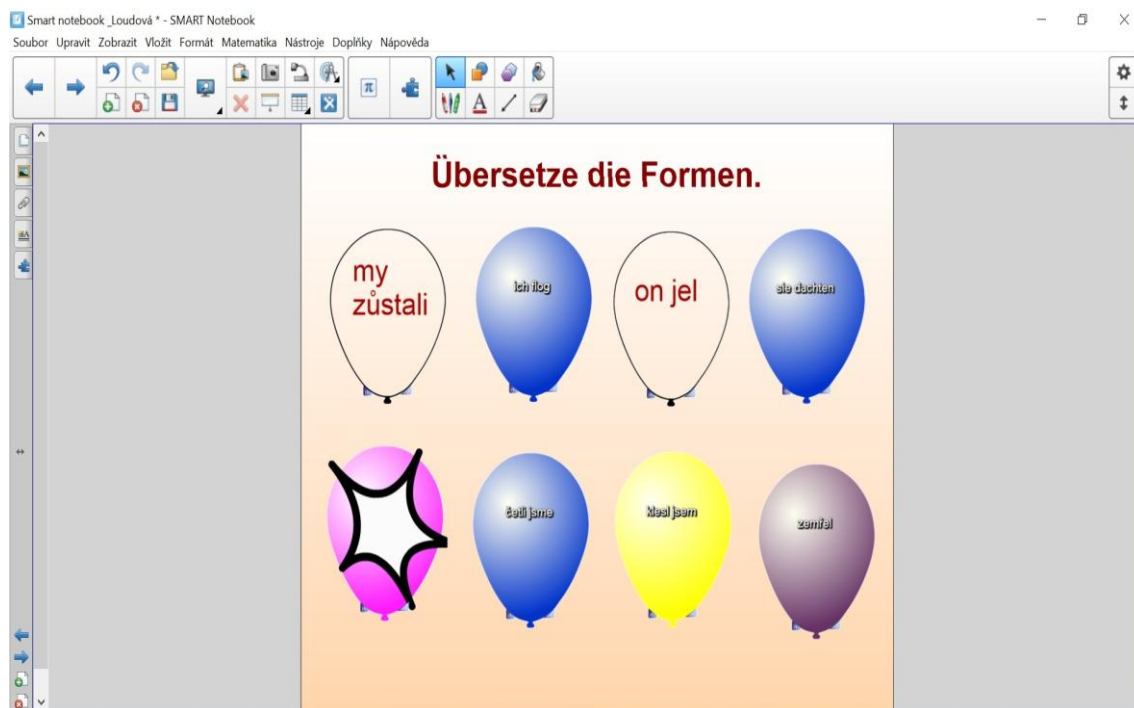 Smart notebook _Loudová * - SMART Notebook
Soubor Upravit Zobrazit Vložit Formát Matematika Nástroje Doplňky Nápověda
π
A
Übersetze die Formen.
my
zůstali
ich flog
on jel
sie dachten
četli jsme
klesl jsem
zemřel